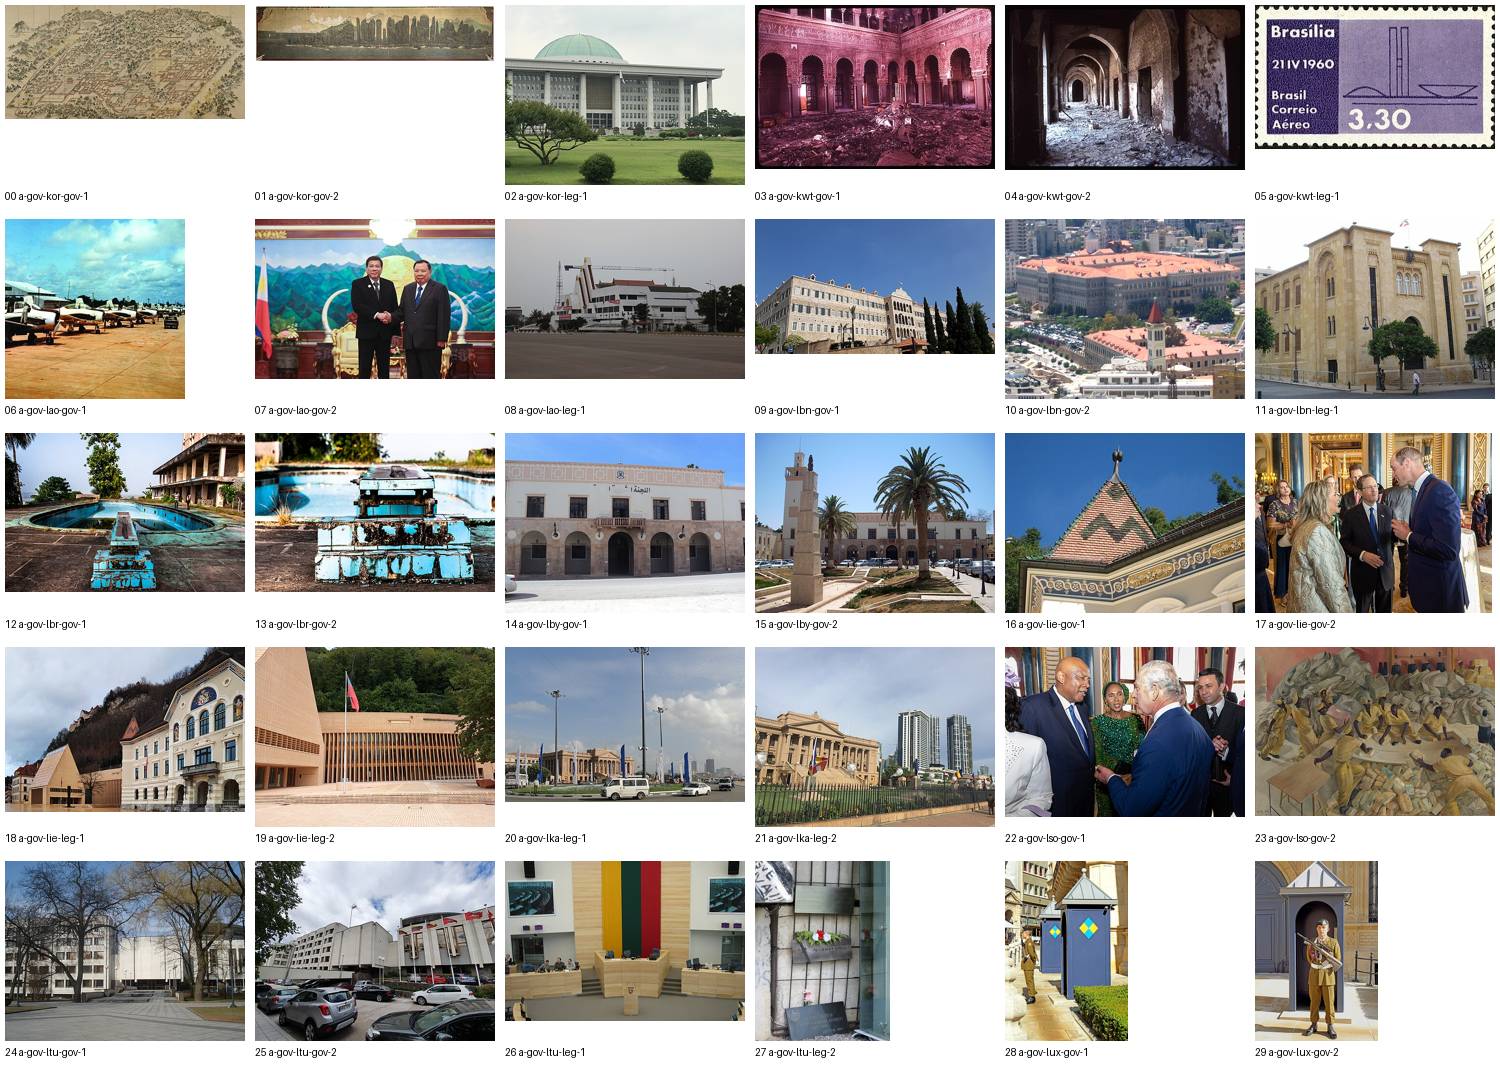 Brasília
21 IV 1960
Brasil
Correio
Aéreo
3,30
00 a-gov-kor-gov-1
01 a-gov-kor-gov-2
02 a-gov-kor-leg-1
03 a-gov-kwt-gov-1
04 a-gov-kwt-gov-2
05 a-gov-kwt-leg-1
06 a-gov-lao-gov-1
07 a-gov-lao-gov-2
08 a-gov-lao-leg-1
09 a-gov-lbn-gov-1
10 a-gov-lbn-gov-2
11 a-gov-lbn-leg-1
12 a-gov-lbr-gov-1
13 a-gov-lbr-gov-2
14 a-gov-lby-gov-1
15 a-gov-lby-gov-2
16 a-gov-lie-gov-1
17 a-gov-lie-gov-2
18 a-gov-lie-leg-1
19 a-gov-lie-leg-2
20 a-gov-lka-leg-1
21 a-gov-lka-leg-2
22 a-gov-lso-gov-1
23 a-gov-lso-gov-2
24 a-gov-ltu-gov-1
25 a-gov-ltu-gov-2
26 a-gov-ltu-leg-1
27 a-gov-ltu-leg-2
28 a-gov-lux-gov-1
29 a-gov-lux-gov-2